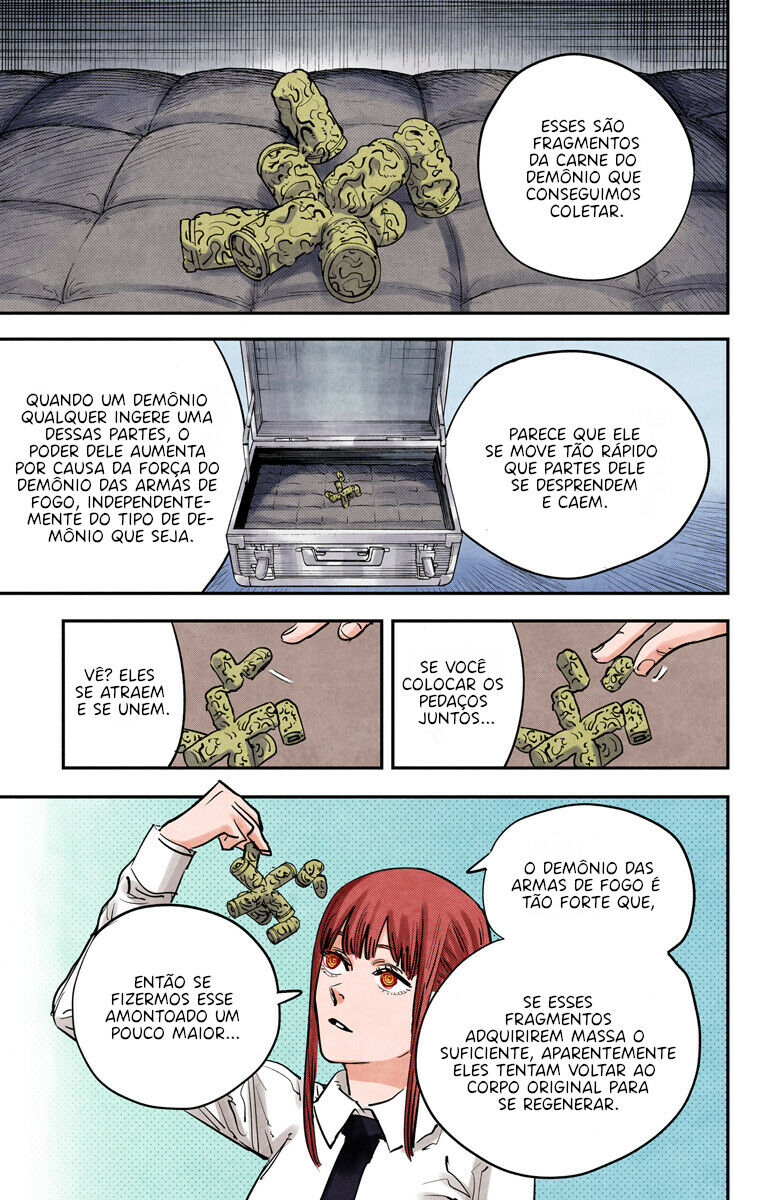 ESSES SÃO
FRAGMENTOS
DA CARNE DO
DEMÔNIO QUE
CONSEGUIMOS
COLETAR.
PARECE QUE ELE
SE MOVE TÃO RÁPIDO
QUE PARTES DELE
SE DESPRENDEM
E CAEM.
QUANDO UM DEMÔNIO
QUALQUER INGERE UMA
DESSAS PARTES, O
PODER DELE AUMENTA
POR CAUSA DA FORÇA DO
DEMÔNIO DAS ARMAS DE
FOGO, INDEPENDENTE-
MENTE DO TIPO DE DE-
MÔNIO QUE SEJA.
SE VOCÊ
COLOCAR OS
PEDAÇOS
JUNTOS...
VÊ? ELES
SE ATRAEM
E SE UNEM.
O DEMÔNIO DAS
ARMAS DE FOGO É
TÃO FORTE QUE,
SE ESSES
FRAGMENTOS
ADQUIRIREM MASSA O
SUFICIENTE, APARENTEMENTE
ELES TENTAM VOLTAR AO
CORPO ORIGINAL PARA
SE REGENERAR.
ENTÃO SE
FIZERMOS ESSE
AMONTOADO UM
POUCO MAIOR...